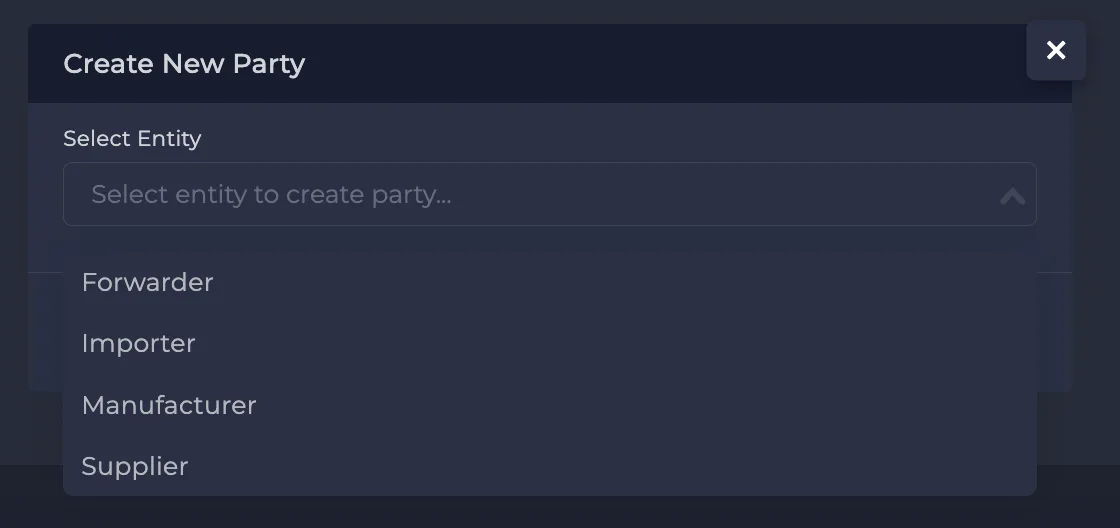 Create New Party
Select Entity
Select entity to create party...
Forwarder
Importer
Manufacturer
Supplier